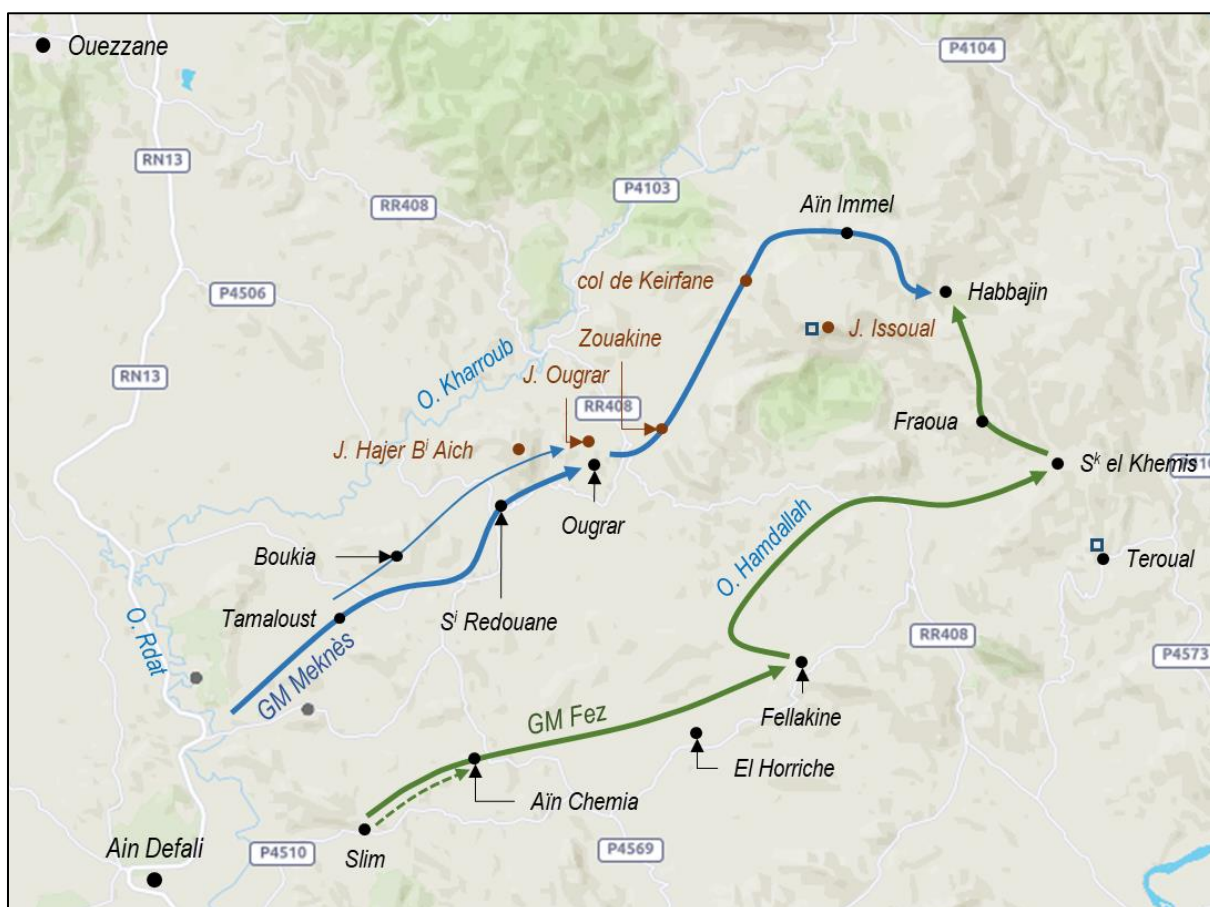 Ouezzane
P4104
RN13
P4103
RR408
Aïn Immel
col de Keirfane
P4506
Habbajin
Zouakine
J. Issoual
O. Kharroub
J. Ougrar
RN13
RR408
Fraoua
J. Hajer Bⁱ Aich
Sᵏ el Khemis
Ougrar
O. Hamdallah
Boukia
Teroual
Tamaloust
Sⁱ Redouane
O. Rdat
RR408
GM Meknès
P4573
GM Fez
Fellakine
El Horriche
Aïn Chemia
Ain Defali
P4510
Slim
P4569